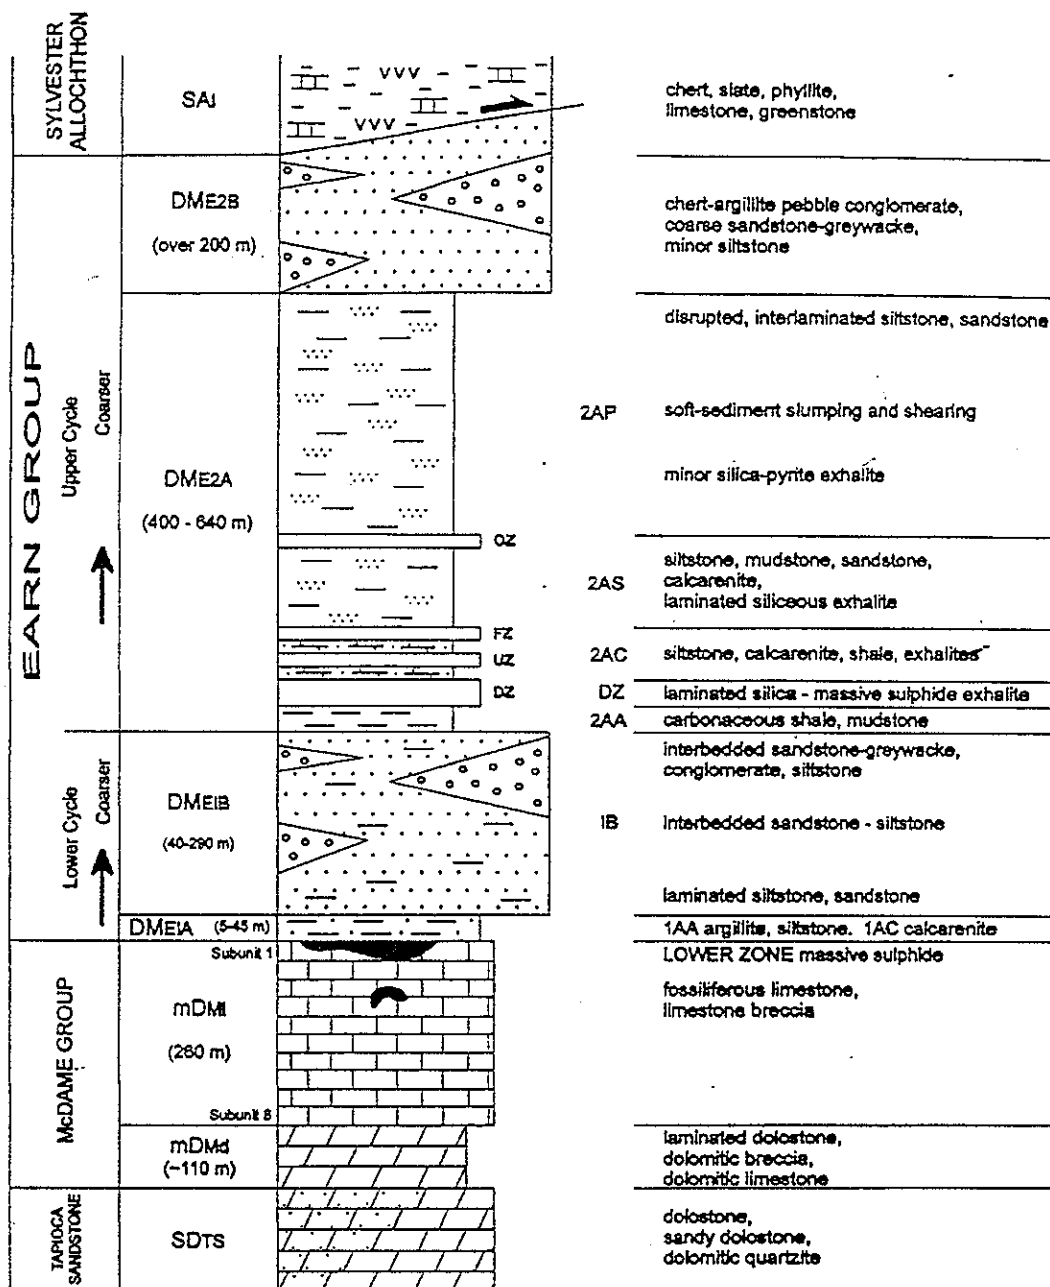 SYLVESTER
ALLOCHTHON
SAI
chert, slate, phyllite,
limestone, greenstone
EARN GROUP
Upper Cycle
Coarser
DME2B
(over 200 m)
chert-argillite pebble conglomerate,
coarse sandstone-greywacke,
minor siltstone
DME2A
(400 - 640 m)
disrupted, interlaminated siltstone, sandstone
2AP
soft-sediment slumping and shearing
minor silica-pyrite exhalite
OZ
2AS
siltstone, mudstone, sandstone,
calcarenite,
laminated siliceous exhalite
FZ
UZ
2AC
siltstone, calcarenite, shale, exhalites
DZ
DZ
laminated silica - massive sulphide exhalite
2AA
carbonaceous shale, mudstone
Lower Cycle
Coarser
DMEIB
(40-290 m)
interbedded sandstone-greywacke,
conglomerate, siltstone
IB
Interbedded sandstone - siltstone
laminated siltstone, sandstone
DMEIA (5-45 m)
1AA argillite, siltstone. 1AC calcarenite
McDAME GROUP
Subunit 1
LOWER ZONE massive sulphide
mDMl
(260 m)
fossiliferous limestone,
limestone breccia
Subunit 8
mDMd
(~110 m)
laminated dolostone,
dolomitic breccia,
dolomitic limestone
TAPIOCA
SANDSTONE
SDTS
dolostone,
sandy dolostone,
dolomitic quartzite